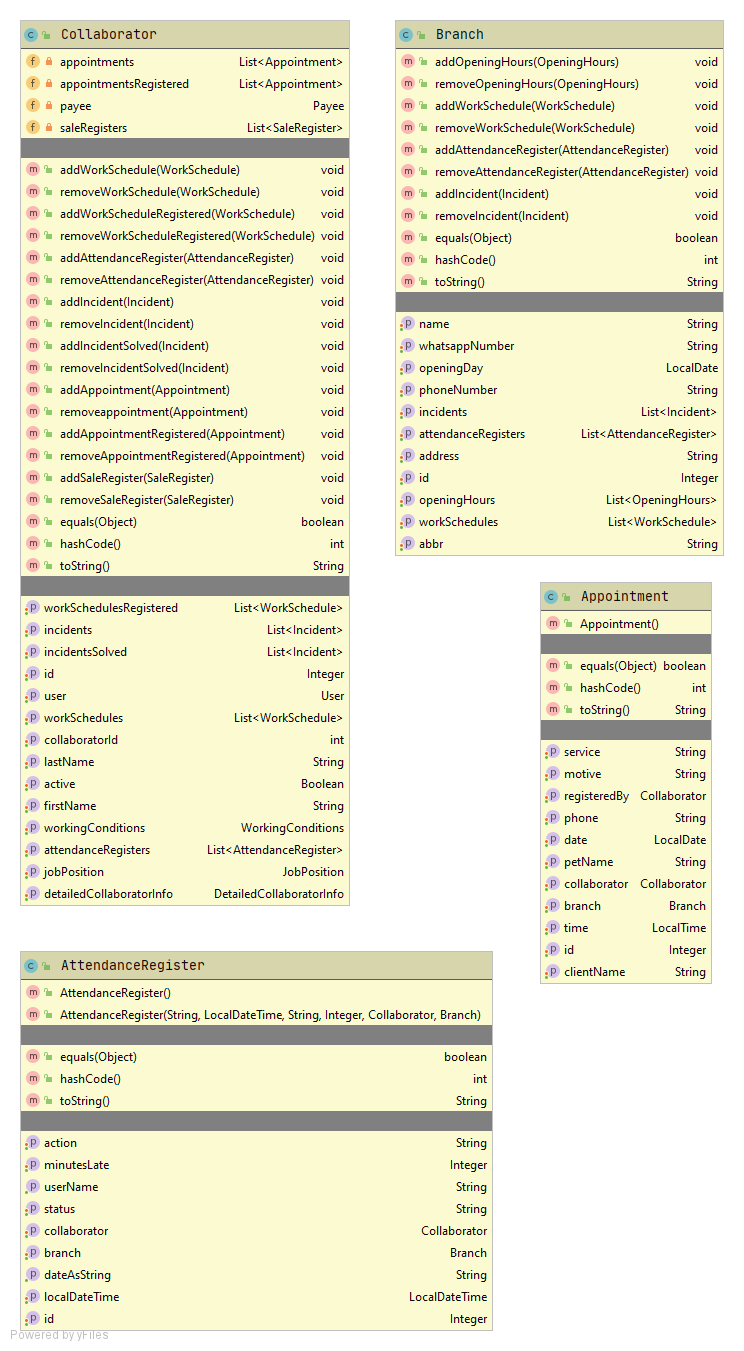 Collaborator
appointments List<Appointment>
appointmentsRegistered List<Appointment>
payee Payee
saleRegisters List<SaleRegister>
addWorkSchedule(WorkSchedule) void
removeWorkSchedule(WorkSchedule) void
addWorkScheduleRegistered(WorkSchedule) void
removeWorkScheduleRegistered(WorkSchedule) void
addAttendanceRegister(AttendanceRegister) void
removeAttendanceRegister(AttendanceRegister) void
addIncident(Incident) void
removeIncident(Incident) void
addIncidentSolved(Incident) void
removeIncidentSolved(Incident) void
addAppointment(Appointment) void
removeappointment(Appointment) void
addAppointmentRegistered(Appointment) void
removeAppointmentRegistered(Appointment) void
addSaleRegister(SaleRegister) void
removeSaleRegister(SaleRegister) void
equals(Object) boolean
hashCode() int
toString() String
workSchedulesRegistered List<WorkSchedule>
incidents List<Incident>
incidentsSolved List<Incident>
id Integer
user User
workSchedules List<WorkSchedule>
collaboratorId int
lastName String
active Boolean
firstName String
workingConditions WorkingConditions
attendanceRegisters List<AttendanceRegister>
jobPosition JobPosition
detailedCollaboratorInfo DetailedCollaboratorInfo
Branch
addOpeningHours(OpeningHours) void
removeOpeningHours(OpeningHours) void
addWorkSchedule(WorkSchedule) void
removeWorkSchedule(WorkSchedule) void
addAttendanceRegister(AttendanceRegister) void
removeAttendanceRegister(AttendanceRegister) void
addIncident(Incident) void
removeIncident(Incident) void
equals(Object) boolean
hashCode() int
toString() String
name String
whatsappNumber String
openingDay LocalDate
phoneNumber String
incidents List<Incident>
attendanceRegisters List<AttendanceRegister>
address String
id Integer
openingHours List<OpeningHours>
workSchedules List<WorkSchedule>
abbr String
Appointment
Appointment()
equals(Object) boolean
hashCode() int
toString() String
service String
motive String
registeredBy Collaborator
phone String
date LocalDate
petName String
collaborator Collaborator
branch Branch
time LocalTime
id Integer
clientName String
AttendanceRegister
AttendanceRegister()
AttendanceRegister(String, LocalDateTime, String, Integer, Collaborator, Branch)
equals(Object) boolean
hashCode() int
toString() String
action String
minutesLate Integer
userName String
status String
collaborator Collaborator
branch Branch
dateAsString String
localDateTime LocalDateTime
id Integer
Powered by yFiles